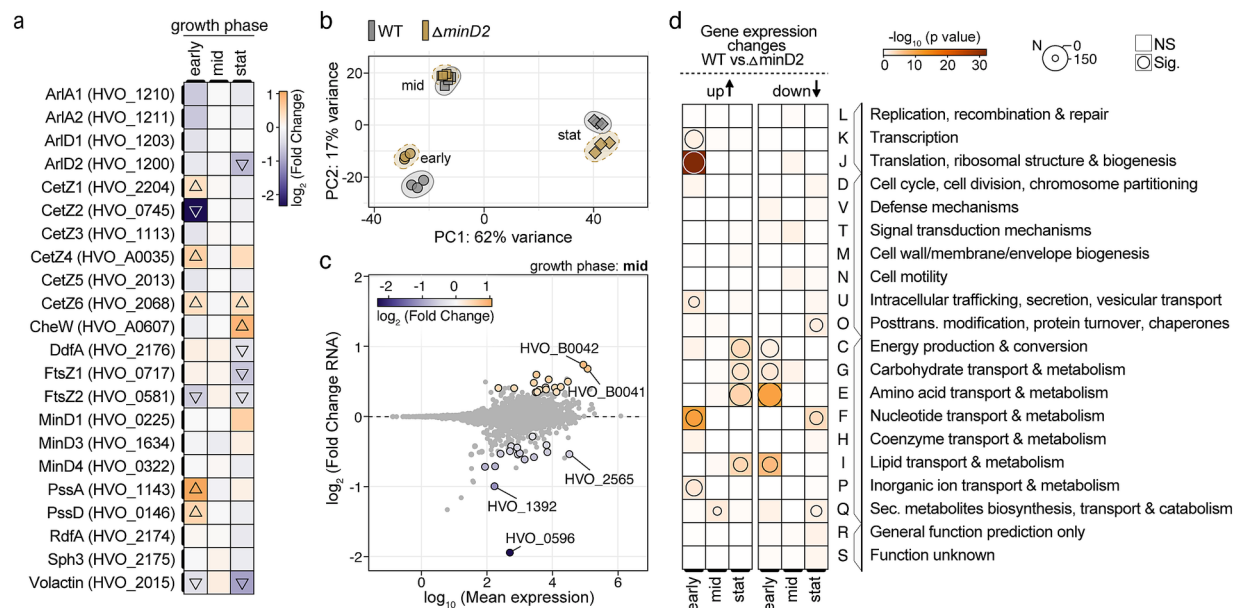 a
growth phase
early
mid
stat
ArlA1 (HVO_1210)
ArlA2 (HVO_1211)
ArlD1 (HVO_1203)
ArlD2 (HVO_1200)
CetZ1 (HVO_2204)
CetZ2 (HVO_0745)
CetZ3 (HVO_1113)
CetZ4 (HVO_A0035)
CetZ5 (HVO_2013)
CetZ6 (HVO_2068)
CheW (HVO_A0607)
DdfA (HVO_2176)
FtsZ1 (HVO_0717)
FtsZ2 (HVO_0581)
MinD1 (HVO_0225)
MinD3 (HVO_1634)
MinD4 (HVO_0322)
PssA (HVO_1143)
PssD (HVO_0146)
RdfA (HVO_2174)
Sph3 (HVO_2175)
Volactin (HVO_2015)
1
0
-1
-2
log2 (Fold Change)
b
WT
ΔminD2
20
0
-20
PC2: 17% variance
mid
early
stat
-40
0
40
PC1: 62% variance
c
growth phase: mid
2
1
0
-1
-2
log2 (Fold Change RNA)
-2
-1
0
1
log2 (Fold Change)
HVO_B0042
HVO_B0041
HVO_2565
HVO_1392
HVO_0596
0
2
4
6
log10 (Mean expression)
d
Gene expression
changes
WT vs.ΔminD2
up
down
-log10 (p value)
0
10
20
30
N
0
150
NS
Sig.
L Replication, recombination & repair
K Transcription
J Translation, ribosomal structure & biogenesis
D Cell cycle, cell division, chromosome partitioning
V Defense mechanisms
T Signal transduction mechanisms
M Cell wall/membrane/envelope biogenesis
N Cell motility
U Intracellular trafficking, secretion, vesicular transport
O Posttrans. modification, protein turnover, chaperones
C Energy production & conversion
G Carbohydrate transport & metabolism
E Amino acid transport & metabolism
F Nucleotide transport & metabolism
H Coenzyme transport & metabolism
I Lipid transport & metabolism
P Inorganic ion transport & metabolism
Q Sec. metabolites biosynthesis, transport & catabolism
R General function prediction only
S Function unknown
early
mid
stat
early
mid
stat